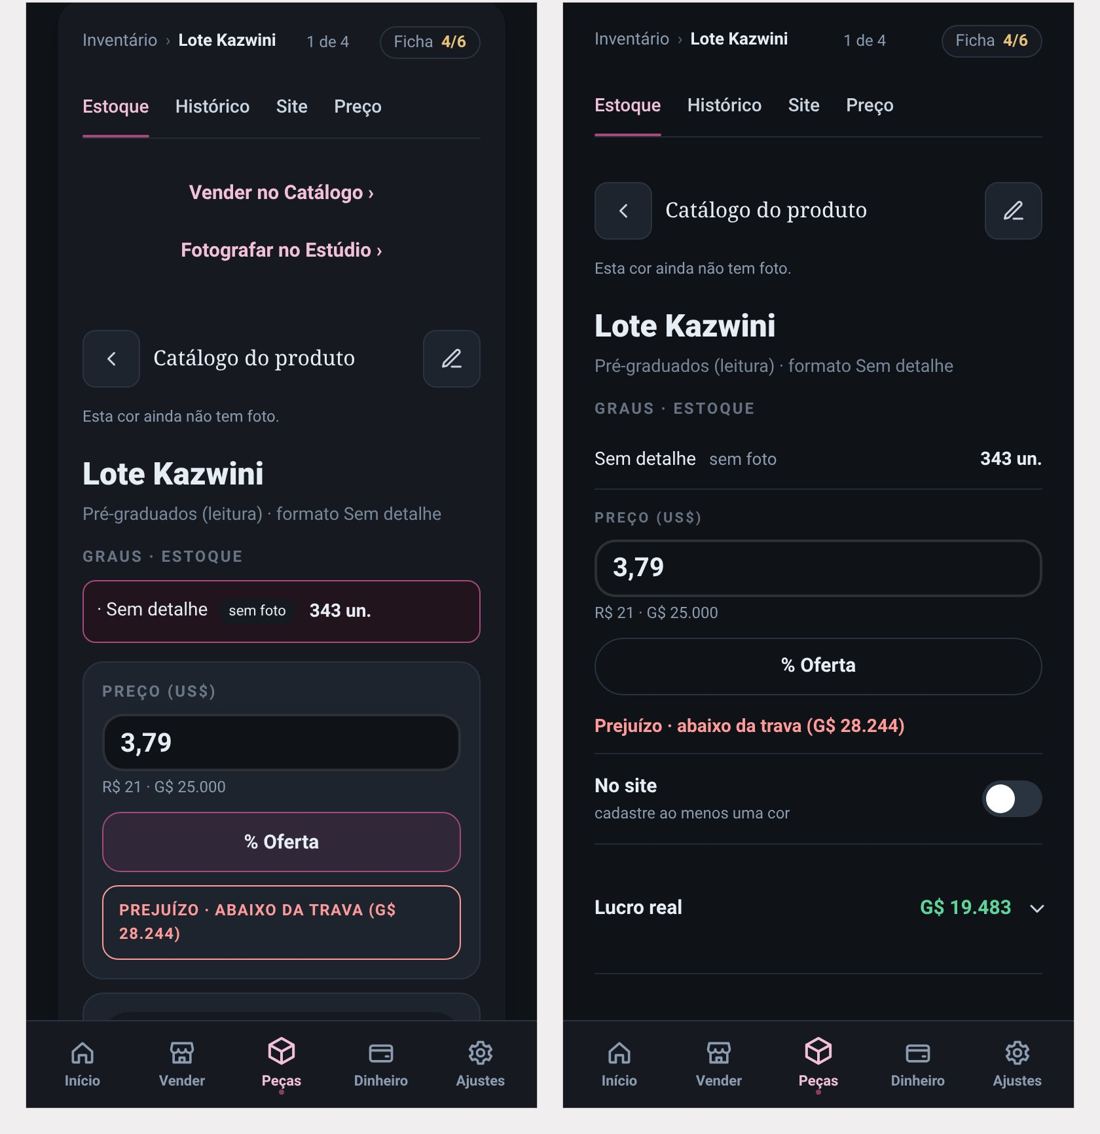 Inventário › Lote Kazwini 1 de 4 Ficha 4/6
Estoque Histórico Site Preço
Vender no Catálogo ›
Fotografar no Estúdio ›
Catálogo do produto
Esta cor ainda não tem foto.
Lote Kazwini
Pré-graduados (leitura) · formato Sem detalhe
GRAUS · ESTOQUE
· Sem detalhe sem foto 343 un.
PREÇO (US$)
3,79
R$ 21 · G$ 25.000
% Oferta
PREJUÍZO · ABAIXO DA TRAVA (G$
28.244)
Início Vender Peças Dinheiro Ajustes
Inventário › Lote Kazwini 1 de 4 Ficha 4/6
Estoque Histórico Site Preço
Catálogo do produto
Esta cor ainda não tem foto.
Lote Kazwini
Pré-graduados (leitura) · formato Sem detalhe
GRAUS · ESTOQUE
Sem detalhe sem foto 343 un.
PREÇO (US$)
3,79
R$ 21 · G$ 25.000
% Oferta
Prejuízo · abaixo da trava (G$ 28.244)
No site
cadastre ao menos uma cor
Lucro real G$ 19.483
Início Vender Peças Dinheiro Ajustes